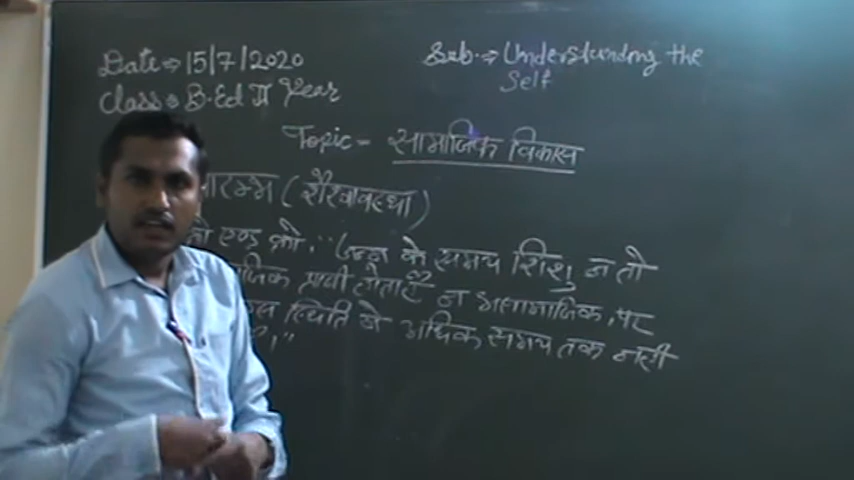 Date ⇒ 15/7/2020
Sub. ⇒ Understanding the
Self
Class ⇒ B.Ed II Year
Topic = सामाजिक विकास
(शैशवावस्था)
एण्ड क्रो, "जन्म के समय शिशु न तो
प्राणी होता है न असामाजिक, पर
स्थिति में अधिक समय तक नहीं